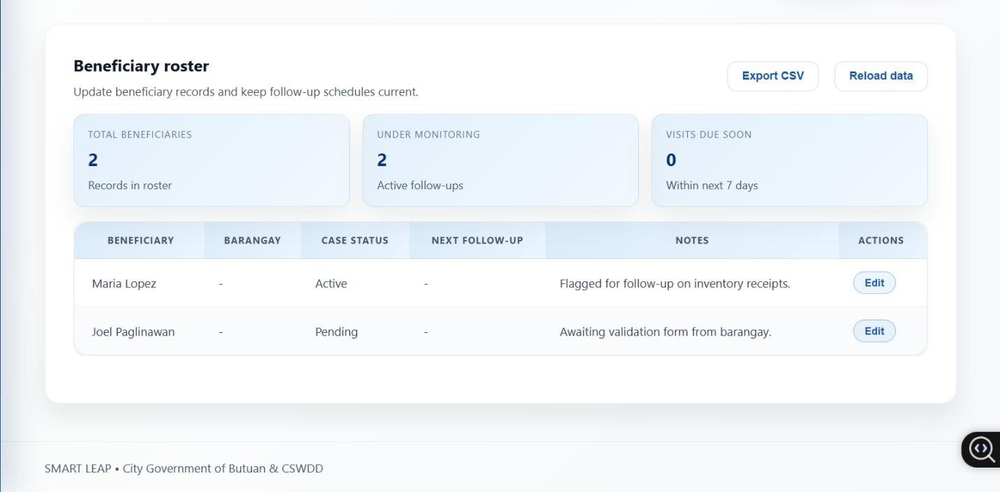 Beneficiary roster
Update beneficiary records and keep follow-up schedules current.
Export CSV
Reload data
TOTAL BENEFICIARIES
2
Records in roster
UNDER MONITORING
2
Active follow-ups
VISITS DUE SOON
0
Within next 7 days
BENEFICIARY BARANGAY CASE STATUS NEXT FOLLOW-UP NOTES ACTIONS
Maria Lopez - Active - Flagged for follow-up on inventory receipts. Edit
Joel Paglinawan - Pending - Awaiting validation form from barangay. Edit
SMART LEAP • City Government of Butuan & CSWDD